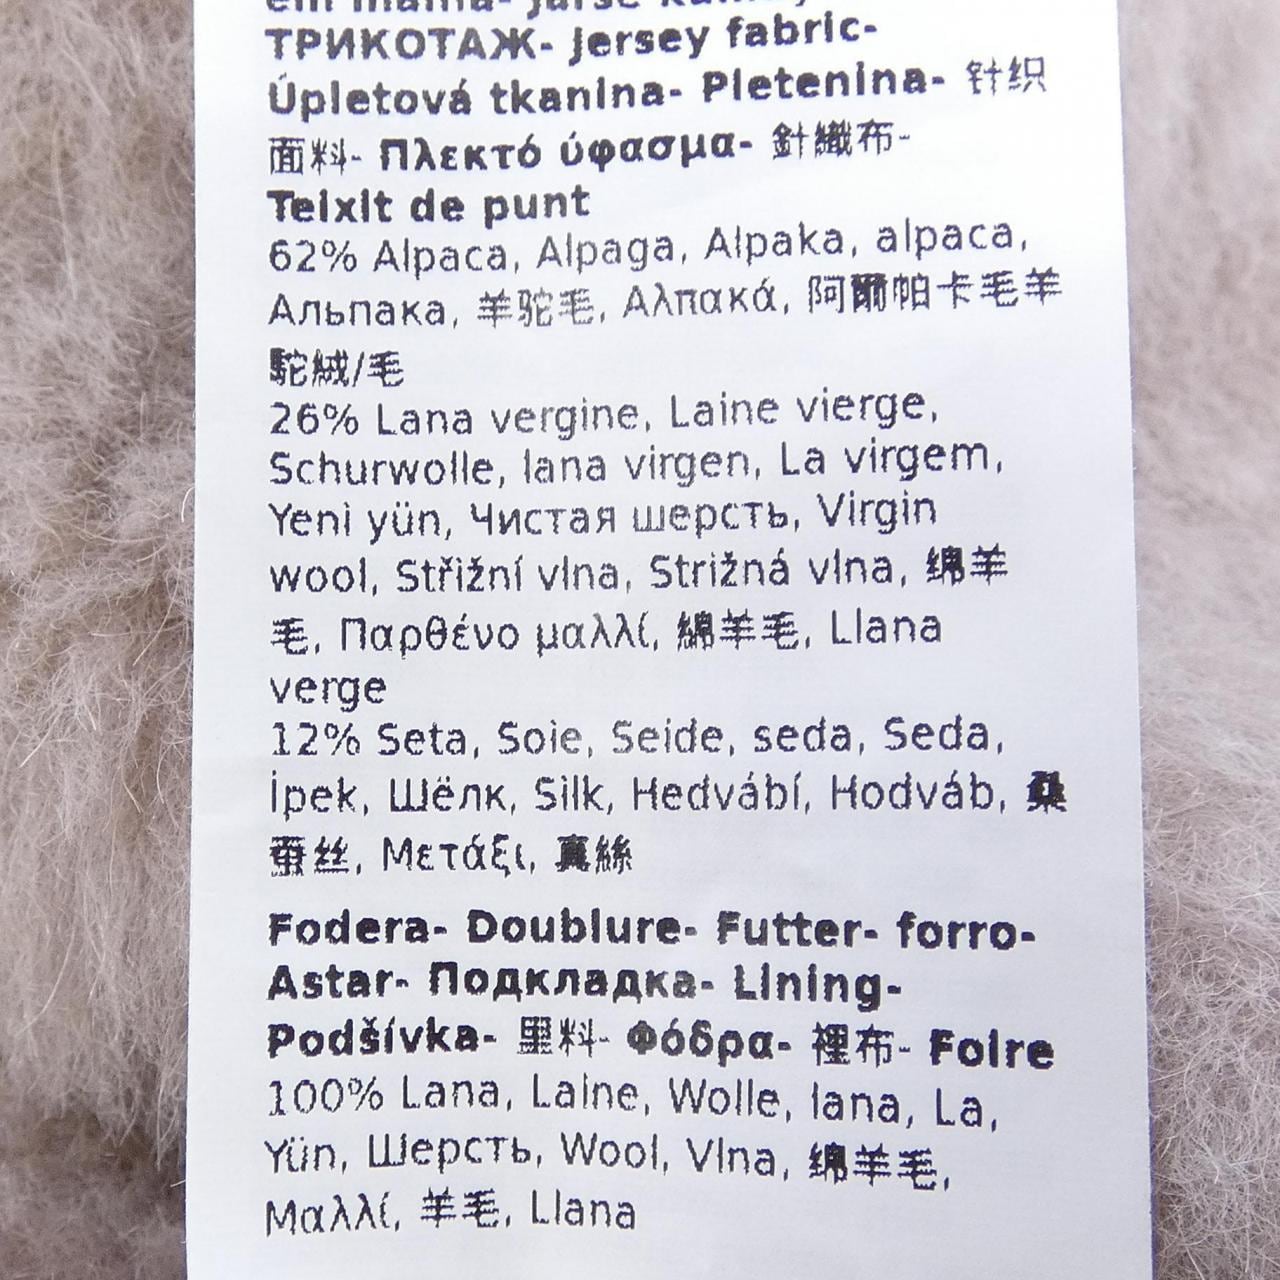 ТРИКОТАЖ- Jersey fabric-
Úpletová tkanina- Pletenina- 针织
面料- Πλεκτό ύφασμα- 針織布-
Teixit de punt
62% Alpaca, Alpaga, Alpaka, alpaca,
Альпака, 羊驼毛, Αλπακά, 阿爾帕卡毛羊
駝絨/毛
26% Lana vergine, Laine vierge,
Schurwolle, lana virgen, La virgem,
Yeni yün, Чистая шерсть, Virgin
wool, Střižní vlna, Strižná vlna, 绵羊
毛, Παρθένο μαλλί, 綿羊毛, Llana
verge
12% Seta, Soie, Seide, seda, Seda,
İpek, Шёлк, Silk, Hedvábí, Hodváb, 桑
蚕丝, Μετάξι, 真絲
Fodera- Doublure- Futter- forro-
Astar- Подкладка- Lining-
Podšívka- 里料- Φόδρα- 裡布- Folre
100% Lana, Laine, Wolle, lana, La,
Yün, Шерсть, Wool, Vlna, 绵羊毛,
Μαλλί, 羊毛, Llana